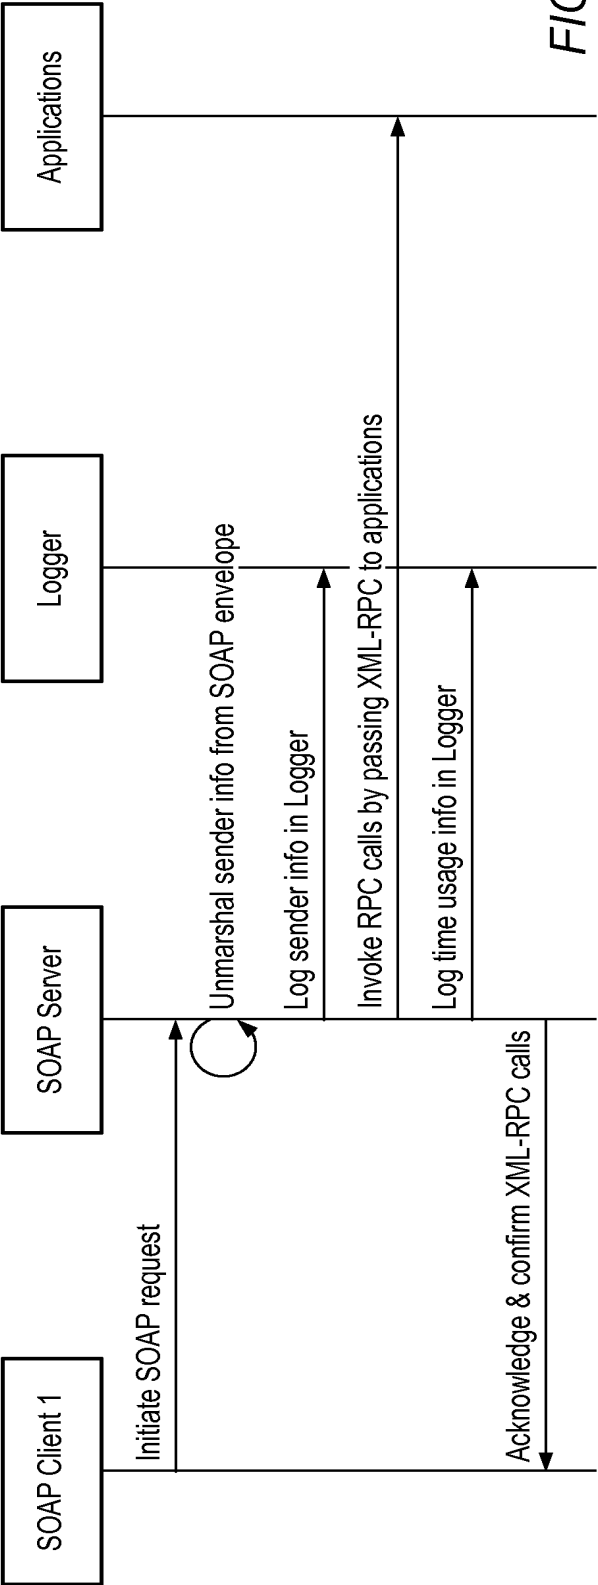 SOAP Client 1
SOAP Server
Logger
Applications
Initiate SOAP request
Unmarshal sender info from SOAP envelope
Log sender info in Logger
Invoke RPC calls by passing XML-RPC to applications
Log time usage info in Logger
Acknowledge & confirm XML-RPC calls